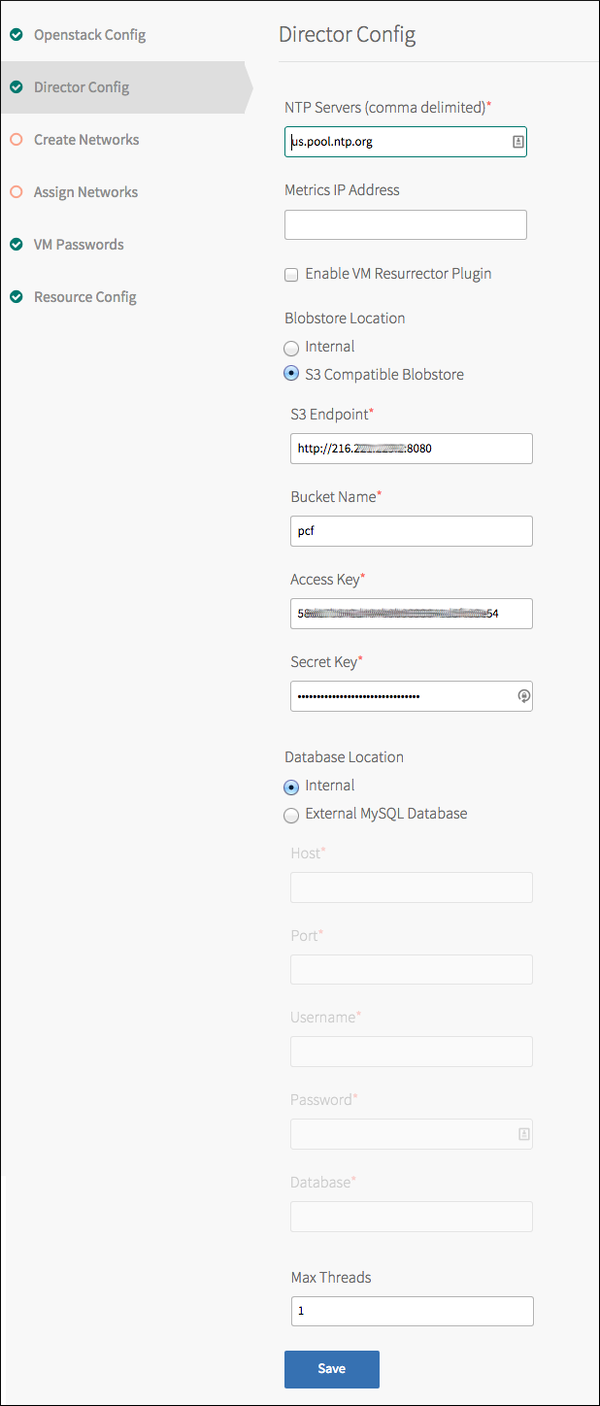 Openstack Config
Director Config
Create Networks
Assign Networks
VM Passwords
Resource Config
Director Config
NTP Servers (comma delimited)*
us.pool.ntp.org
Metrics IP Address
Enable VM Resurrector Plugin
Blobstore Location
Internal
S3 Compatible Blobstore
S3 Endpoint*
http://216.2 :8080
Bucket Name*
pcf
Access Key*
58 54
Secret Key*
Database Location
Internal
External MySQL Database
Host*
Port*
Username*
Password*
Database*
Max Threads
1
Save